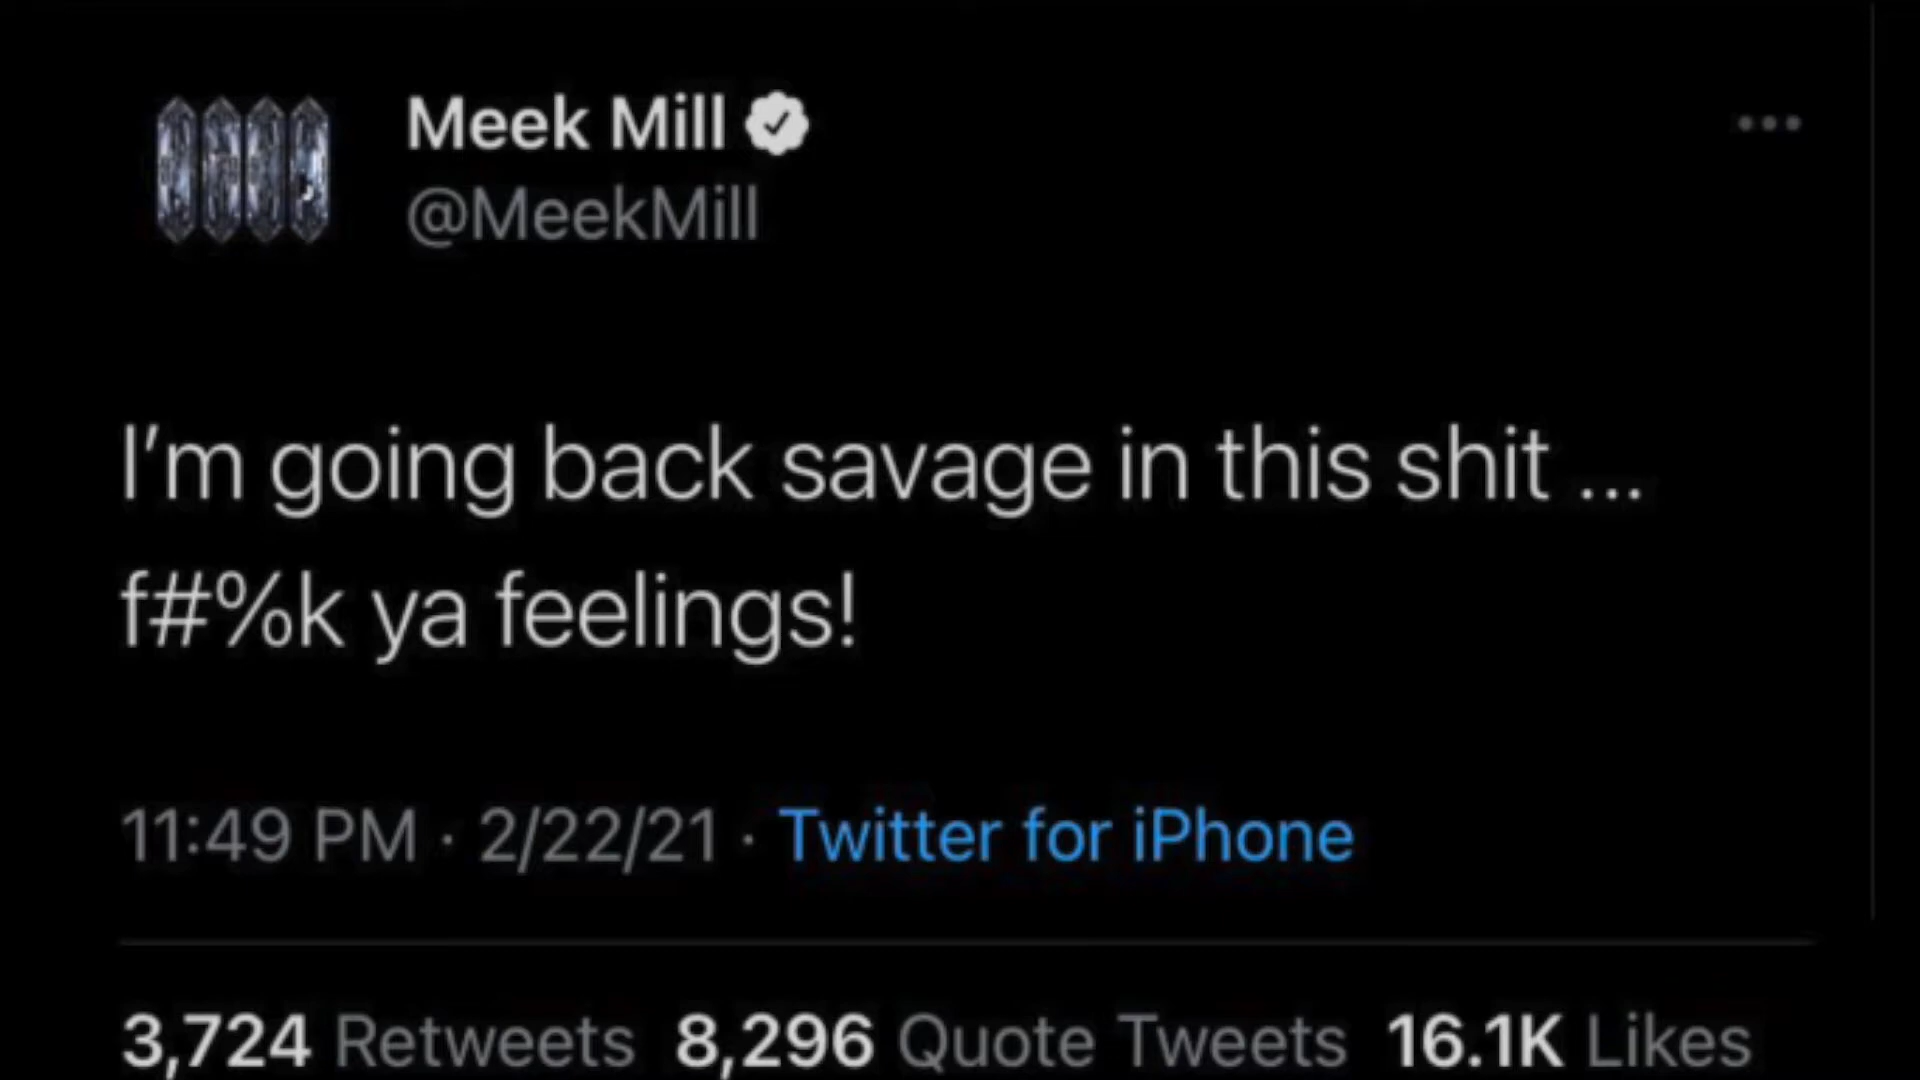 Meek Mill
@MeekMill
I'm going back savage in this shit ...
f#%k ya feelings!
11:49 PM · 2/22/21 · Twitter for iPhone
3,724 Retweets 8,296 Quote Tweets 16.1K Likes